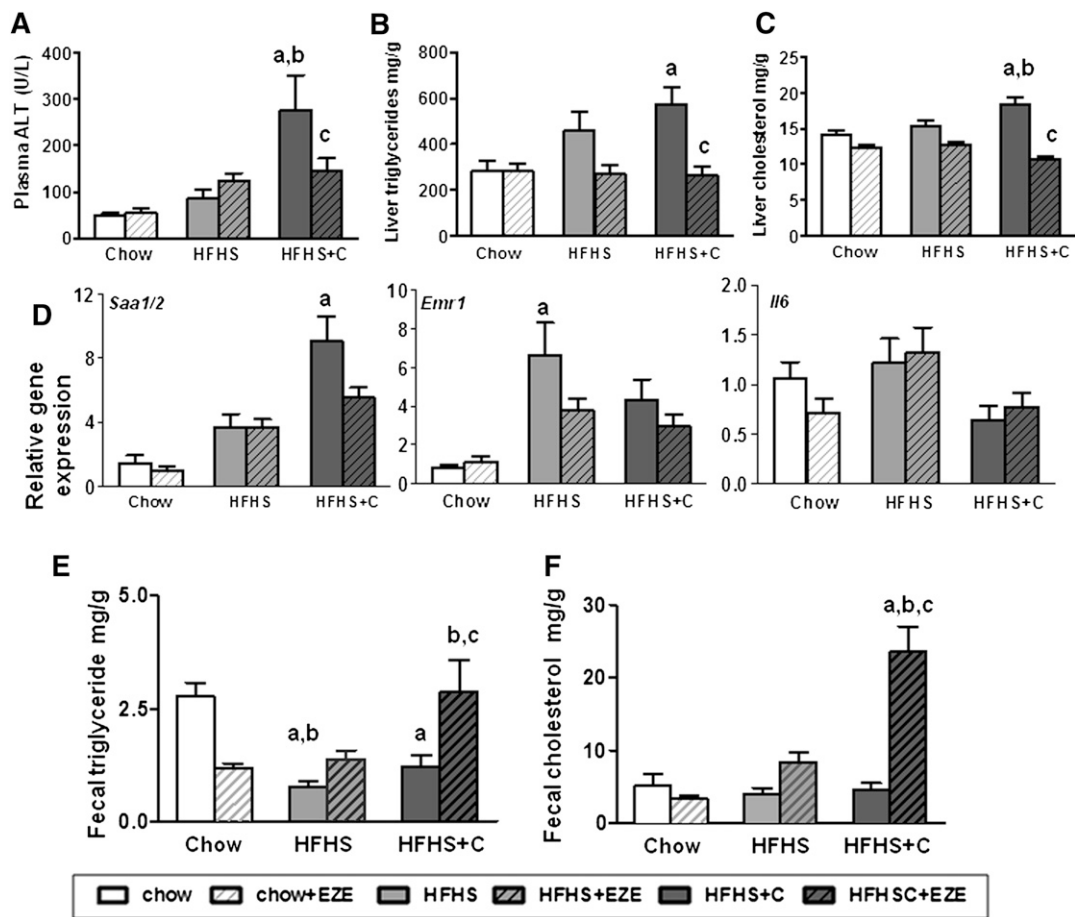 A
Plasma ALT (U/L)
400
300
200
100
0
a,b
c
Chow
HFHS
HFHS+C
B
Liver triglycerides mg/g
800
600
400
200
0
a
c
Chow
HFHS
HFHS+C
C
Liver cholesterol mg/g
25
20
15
10
5
0
a,b
c
Chow
HFHS
HFHS+C
D
Relative gene
expression
Saa1/2
12
8
4
0
a
Chow
HFHS
HFHS+C
Emr1
10
8
6
4
2
0
a
Chow
HFHS
HFHS+C
Il6
2.0
1.5
1.0
0.5
0.0
Chow
HFHS
HFHS+C
E
Fecal triglyceride mg/g
5.0
2.5
0.0
a,b
a
b,c
Chow
HFHS
HFHS+C
F
Fecal cholesterol mg/g
30
20
10
0
a,b,c
Chow
HFHS
HFHS+C
chow chow+EZE HFHS HFHS+EZE HFHS+C HFHSC+EZE